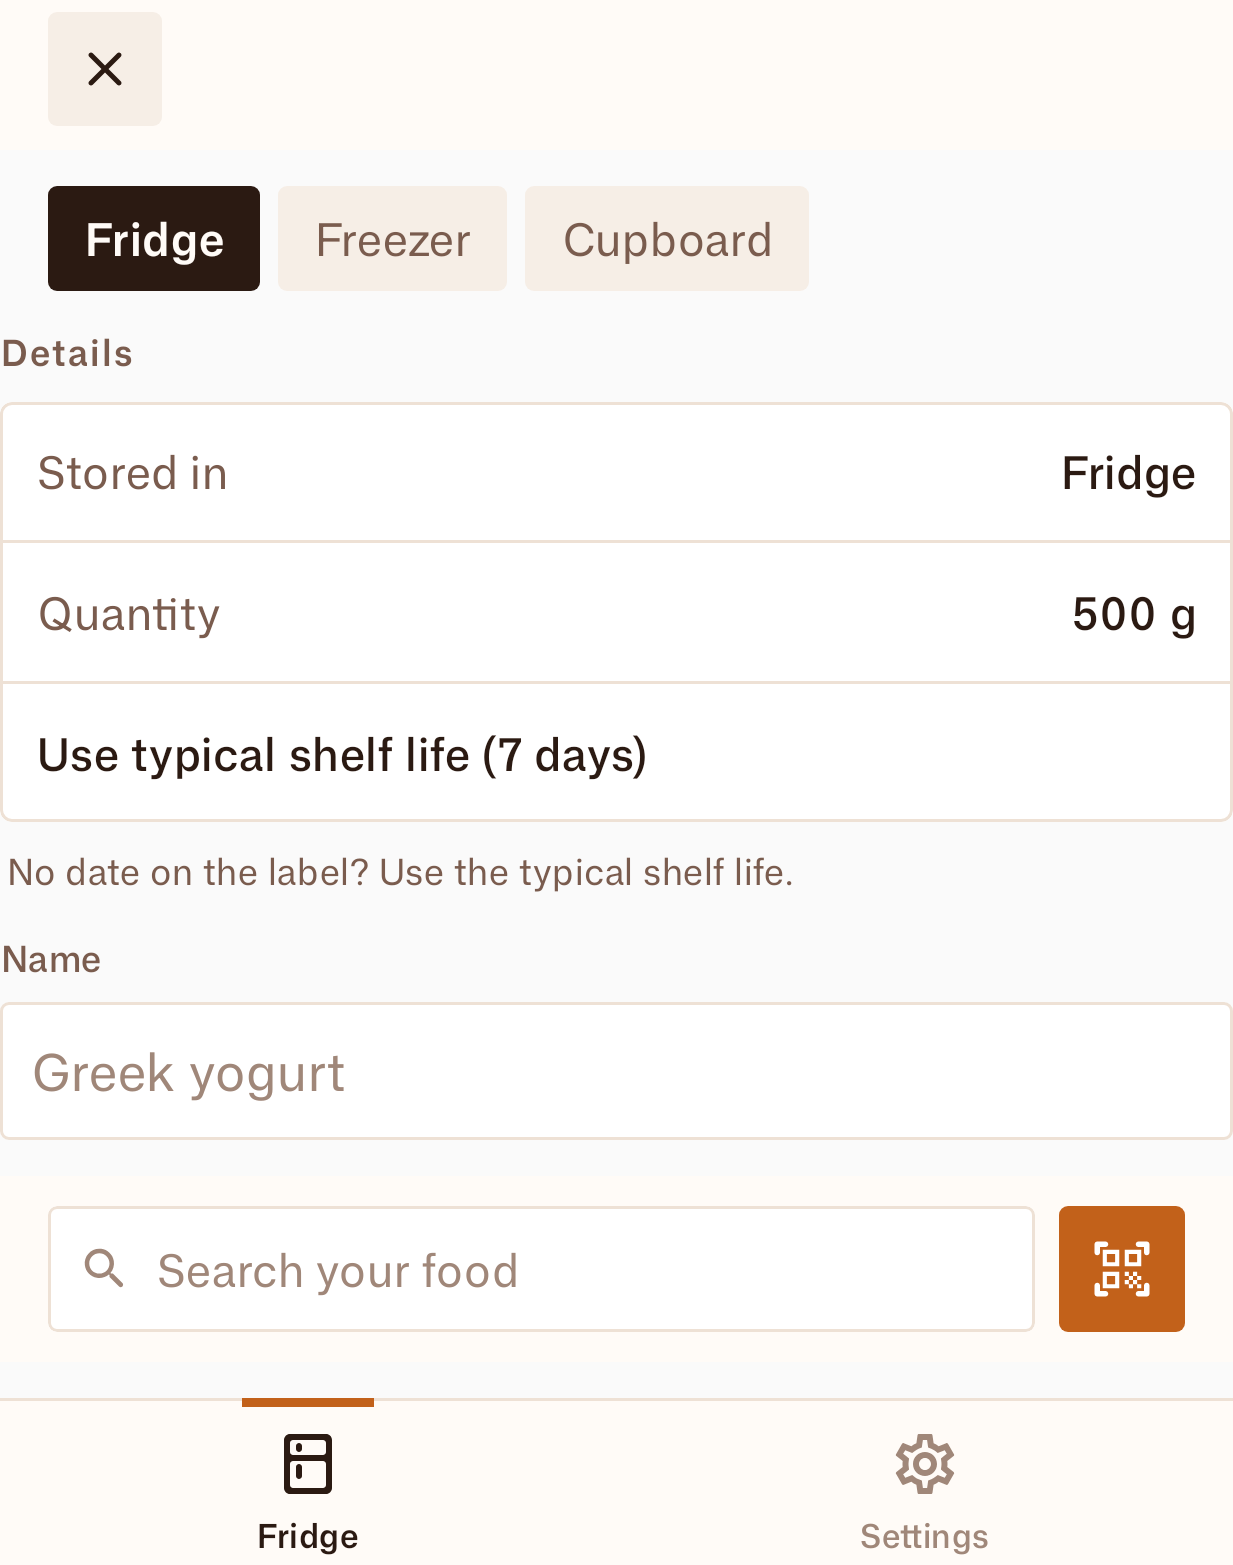 Fridge
Freezer
Cupboard
Details
Stored in
Fridge
Quantity
500 g
Use typical shelf life (7 days)
No date on the label? Use the typical shelf life.
Name
Greek yogurt
Search your food
Fridge
Settings